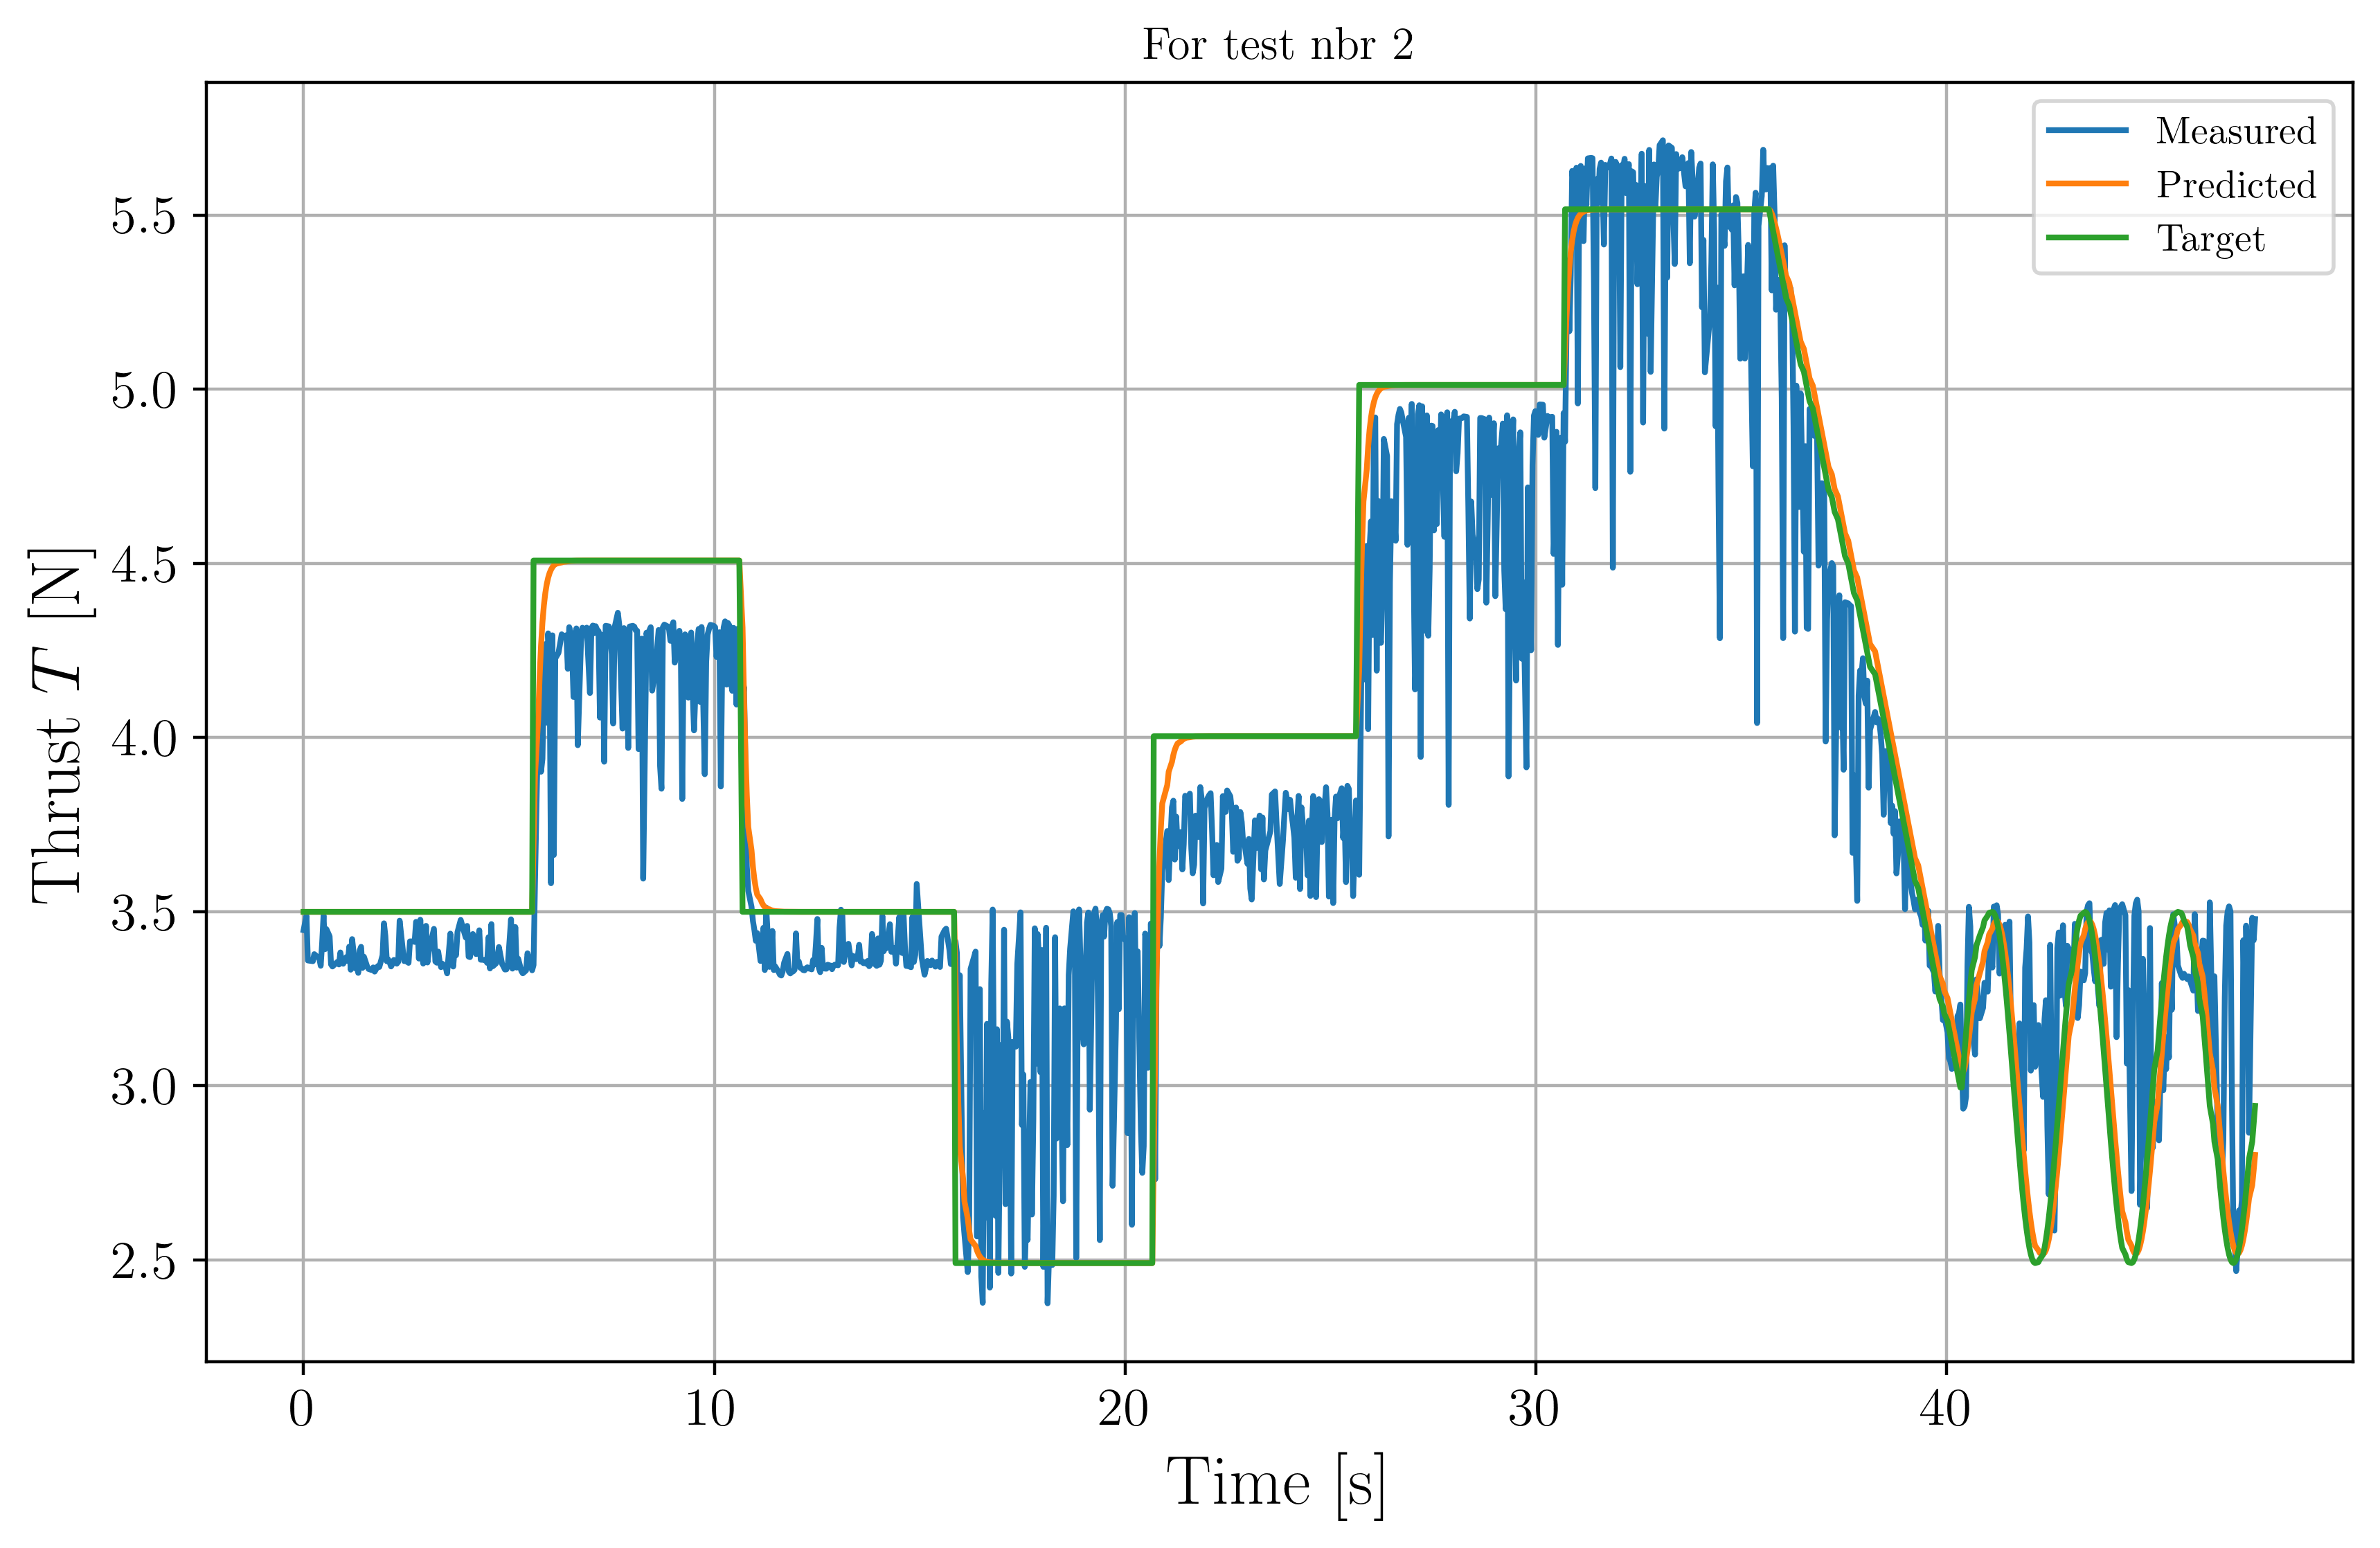 For test nbr 2
Measured
Predicted
Target
Thrust T [N]
5.5
5.0
4.5
4.0
3.5
3.0
2.5
0 10 20 30 40
Time [s]